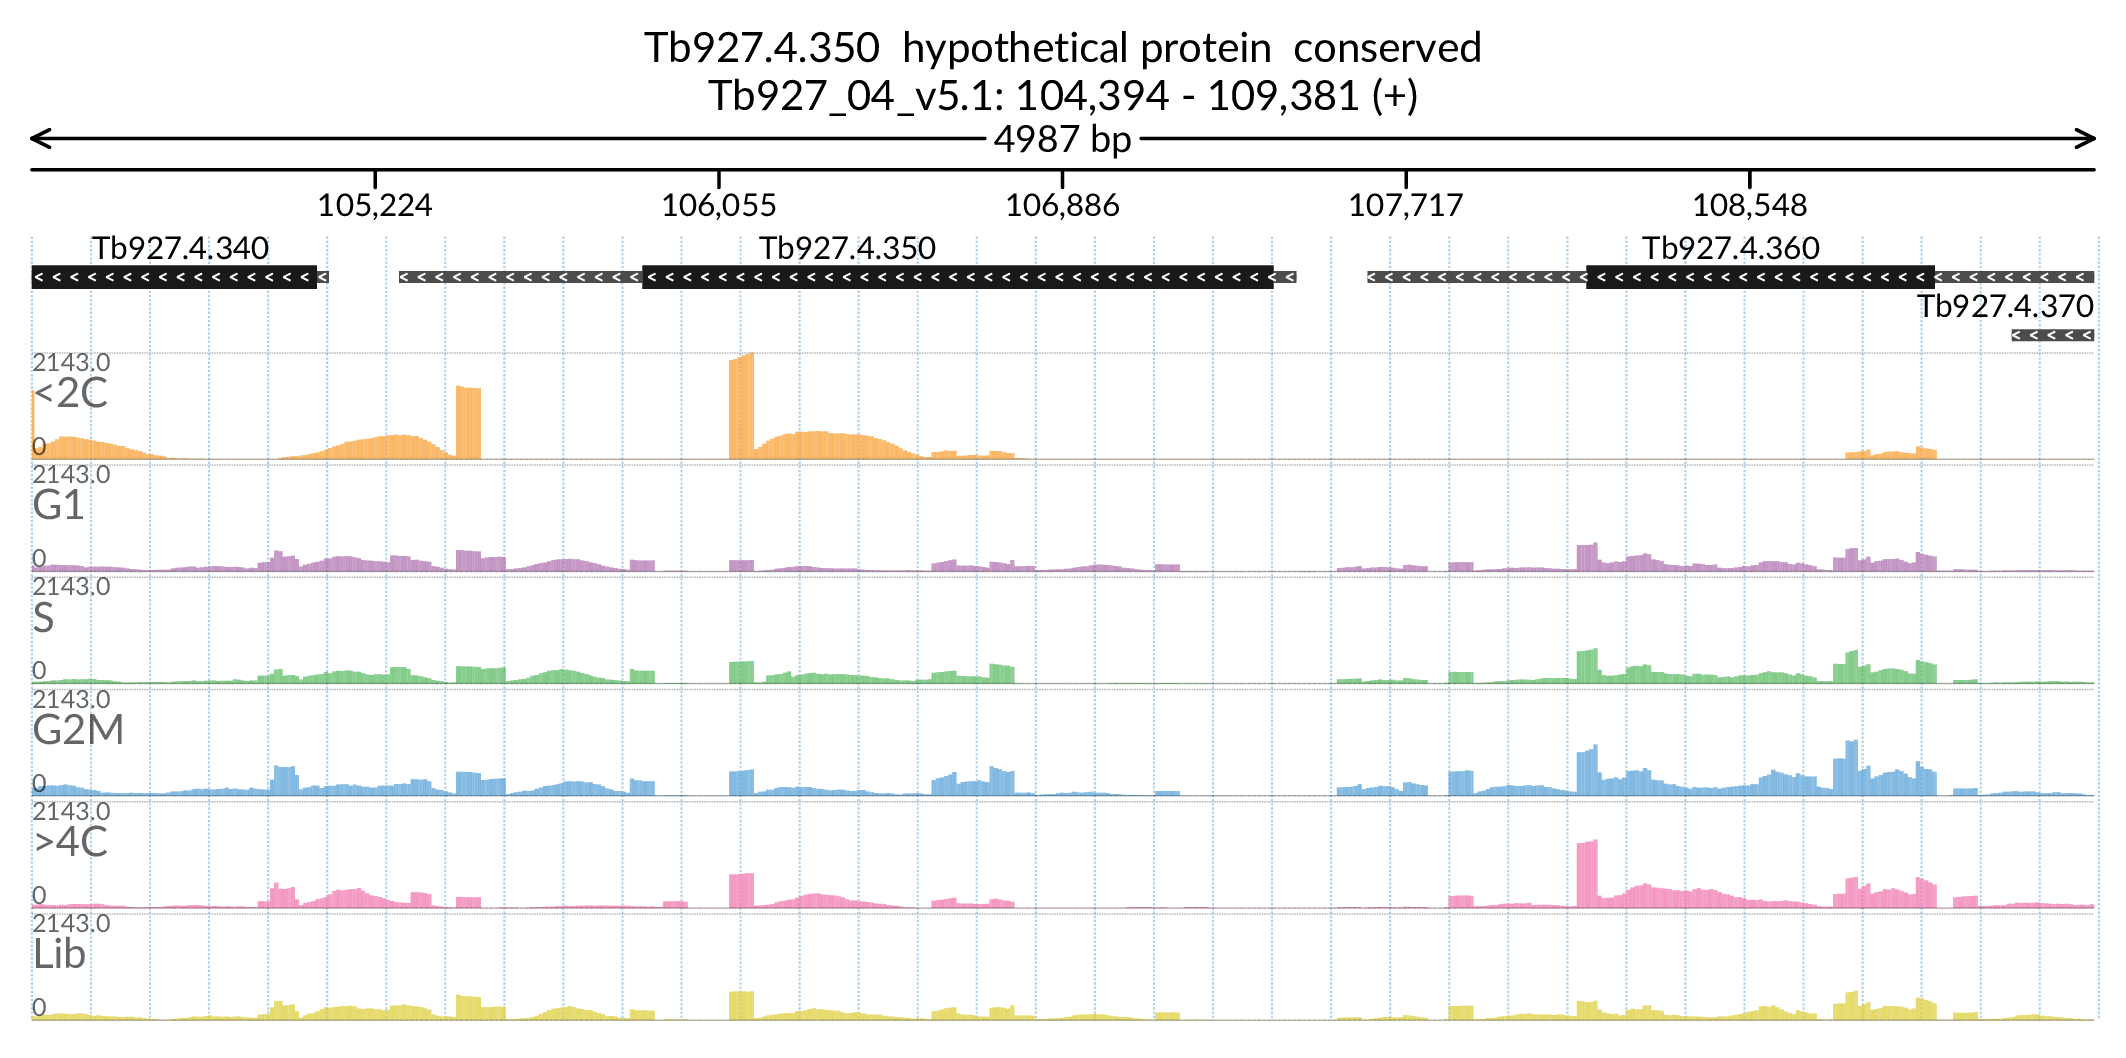 Tb927.4.350  hypothetical protein  conserved
Tb927_04_v5.1: 104,394 - 109,381 (+)
4987 bp
105,224 106,055 106,886 107,717 108,548
Tb927.4.340 Tb927.4.350 Tb927.4.360
Tb927.4.370
2143.0
<2C
0
2143.0
G1
0
2143.0
S
0
2143.0
G2M
0
2143.0
>4C
0
2143.0
Lib
0